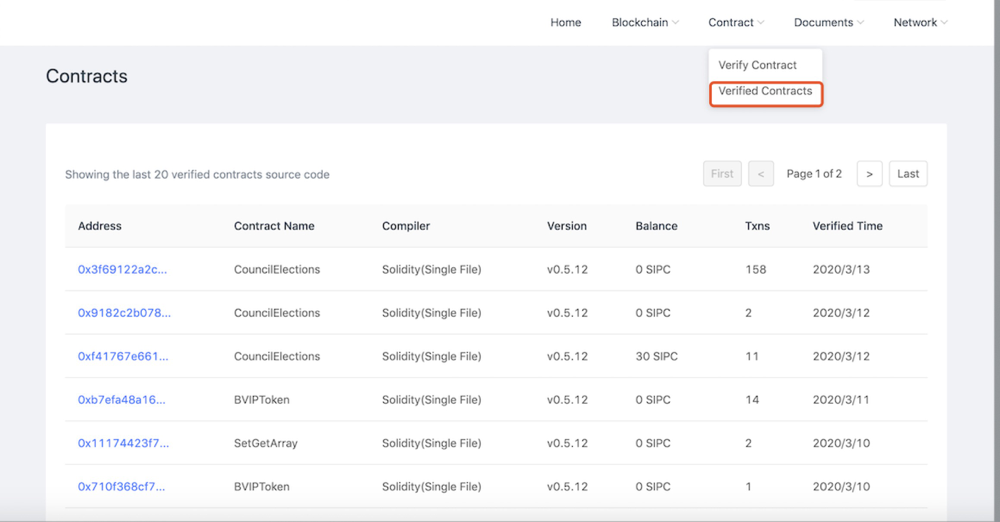 Home Blockchain Contract Documents Network
Verify Contract
Contracts
Verified Contracts
Showing the last 20 verified contracts source code First < Page 1 of 2 > Last
Address Contract Name Compiler Version Balance Txns Verified Time
0x3f69122a2c... CouncilElections Solidity(Single File) v0.5.12 0 SIPC 158 2020/3/13
0x9182c2b078... CouncilElections Solidity(Single File) v0.5.12 0 SIPC 2 2020/3/12
0xf41767e661... CouncilElections Solidity(Single File) v0.5.12 30 SIPC 11 2020/3/12
0xb7efa48a16... BVIPToken Solidity(Single File) v0.5.12 0 SIPC 14 2020/3/11
0x11174423f7... SetGetArray Solidity(Single File) v0.5.12 0 SIPC 2 2020/3/10
0x710f368cf7... BVIPToken Solidity(Single File) v0.5.12 0 SIPC 1 2020/3/10